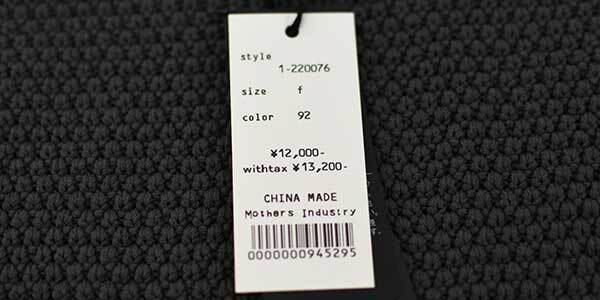 style
1-220076
size f
color 92
¥12,000-
withtax ¥13,200-
CHINA MADE
Mothers Industry
0000000945295